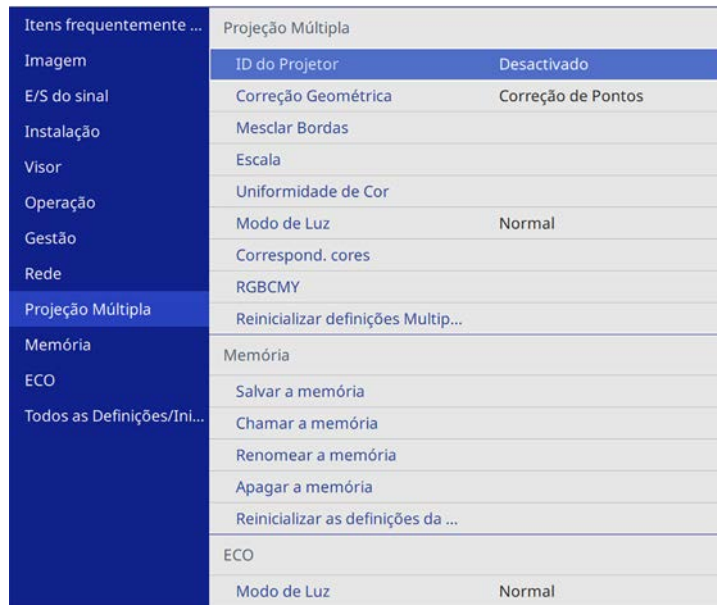 Itens frequentemente ...
Imagem
E/S do sinal
Instalação
Visor
Operação
Gestão
Rede
Projeção Múltipla
Memória
ECO
Todos as Definições/Ini...
Projeção Múltipla
ID do Projetor Desactivado
Correção Geométrica Correção de Pontos
Mesclar Bordas
Escala
Uniformidade de Cor
Modo de Luz Normal
Correspond. cores
RGBCMY
Reinicializar definições Multip...
Memória
Salvar a memória
Chamar a memória
Renomear a memória
Apagar a memória
Reinicializar as definições da ...
ECO
Modo de Luz Normal